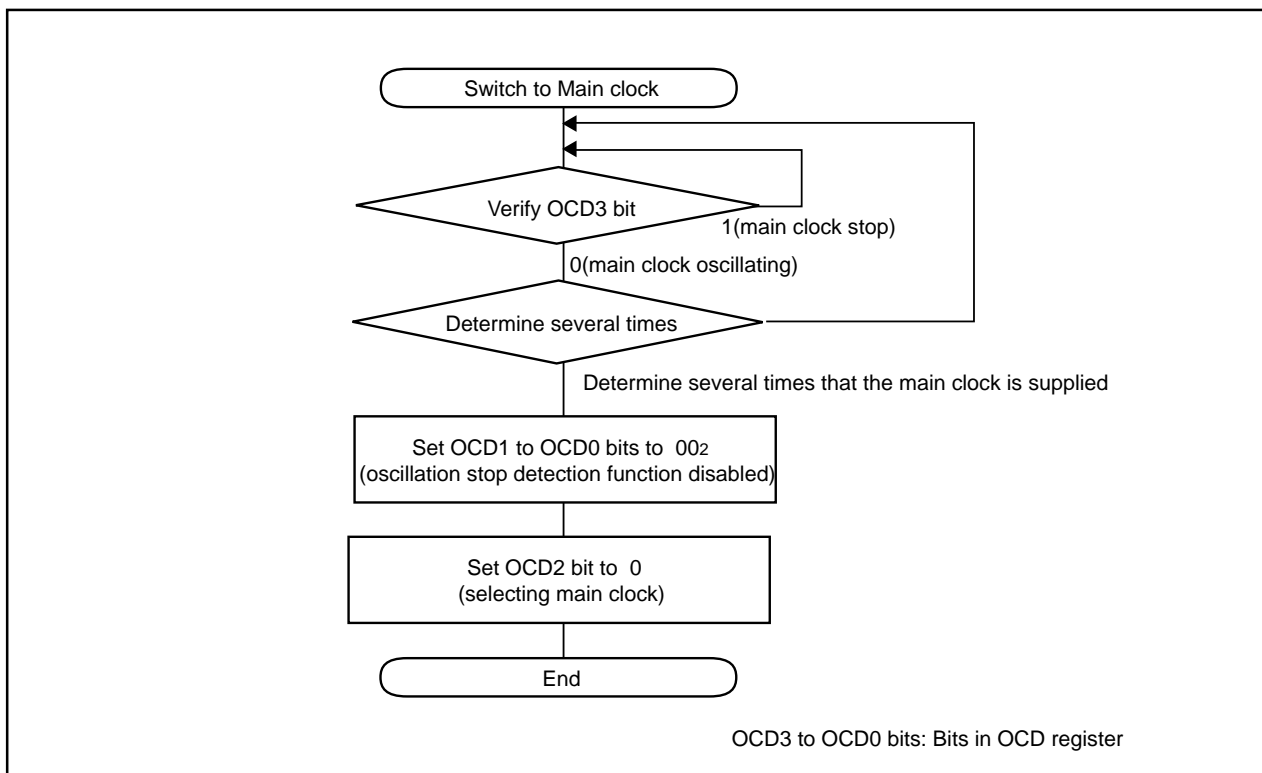 Switch to Main clock
Verify OCD3 bit
1(main clock stop)
0(main clock oscillating)
Determine several times
Determine several times that the main clock is supplied
Set OCD1 to OCD0 bits to 002
(oscillation stop detection function disabled)
Set OCD2 bit to 0
(selecting main clock)
End
OCD3 to OCD0 bits: Bits in OCD register